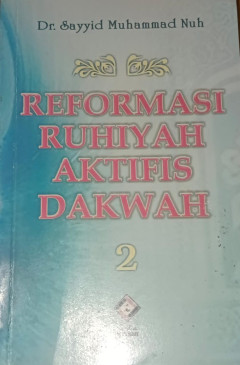 Dr. Sayyid Muhammad Nuh
REFORMASI
RUHIYAH
AKTIFIS
DAKWAH
2